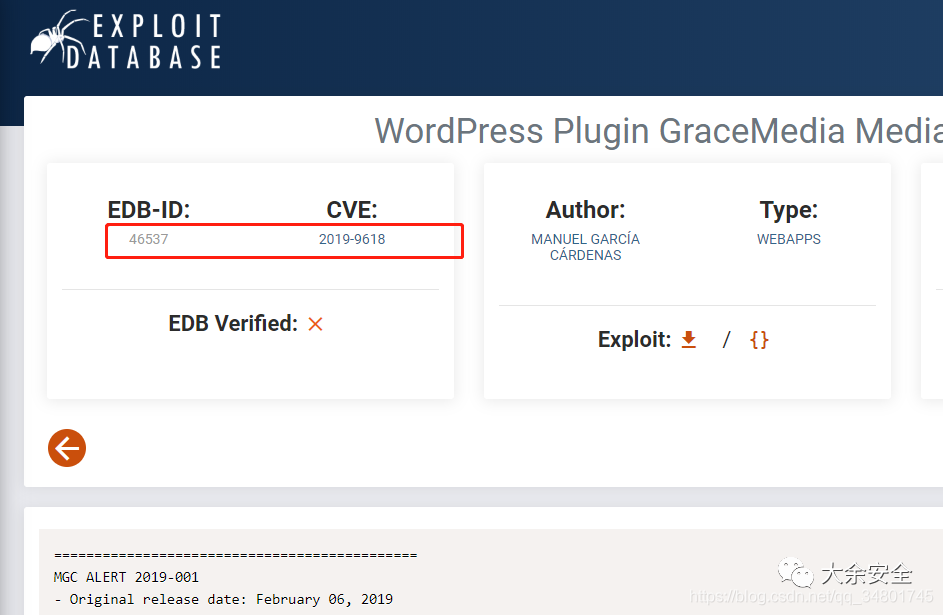 EXPLOIT
DATABASE
WordPress Plugin GraceMedia Media
EDB-ID:
CVE:
46537
2019-9618
EDB Verified: ×
Author:
Type:
MANUEL GARCÍA
CÁRDENAS
WEBAPPS
Exploit: / {}
============================================
MGC ALERT 2019-001
- Original release date: February 06, 2019
大余安全
https://blog.csdn.net/qq_34801745